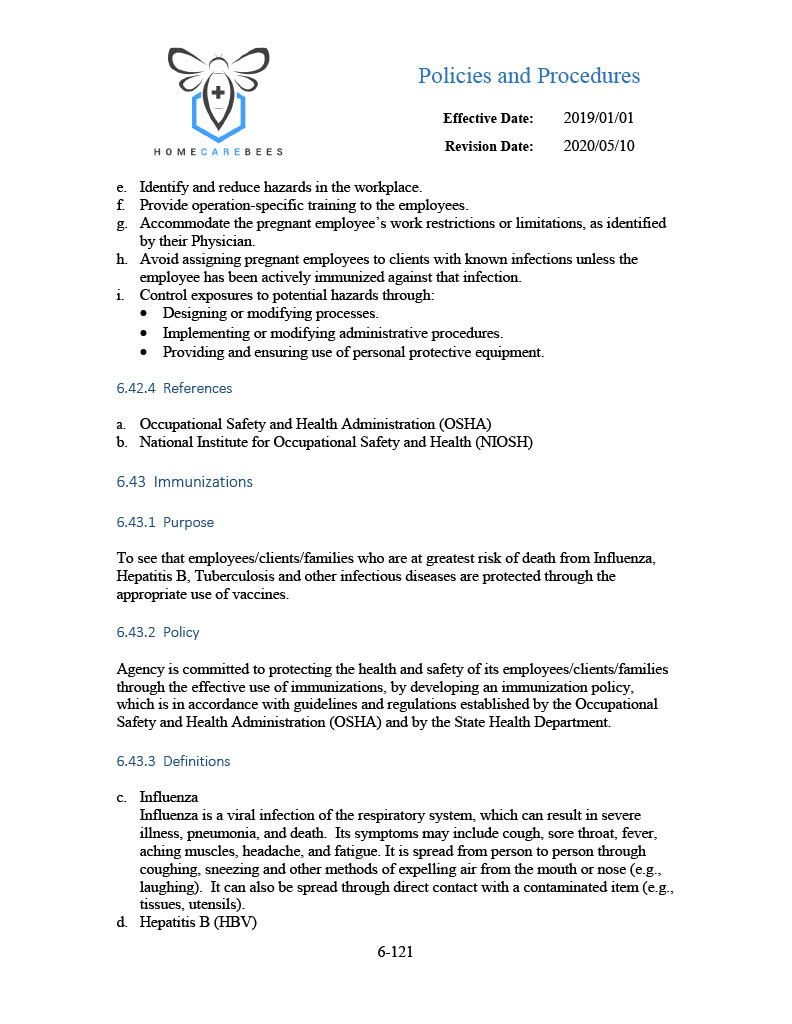 Policies and Procedures
Effective Date: 2019/01/01
Revision Date: 2020/05/10
HOMECAREBEES
e. Identify and reduce hazards in the workplace.
f. Provide operation-specific training to the employees.
g. Accommodate the pregnant employee’s work restrictions or limitations, as identified
by their Physician.
h. Avoid assigning pregnant employees to clients with known infections unless the
employee has been actively immunized against that infection.
i. Control exposures to potential hazards through:
• Designing or modifying processes.
• Implementing or modifying administrative procedures.
• Providing and ensuring use of personal protective equipment.
6.42.4 References
a. Occupational Safety and Health Administration (OSHA)
b. National Institute for Occupational Safety and Health (NIOSH)
6.43 Immunizations
6.43.1 Purpose
To see that employees/clients/families who are at greatest risk of death from Influenza,
Hepatitis B, Tuberculosis and other infectious diseases are protected through the
appropriate use of vaccines.
6.43.2 Policy
Agency is committed to protecting the health and safety of its employees/clients/families
through the effective use of immunizations, by developing an immunization policy,
which is in accordance with guidelines and regulations established by the Occupational
Safety and Health Administration (OSHA) and by the State Health Department.
6.43.3 Definitions
c. Influenza
Influenza is a viral infection of the respiratory system, which can result in severe
illness, pneumonia, and death. Its symptoms may include cough, sore throat, fever,
aching muscles, headache, and fatigue. It is spread from person to person through
coughing, sneezing and other methods of expelling air from the mouth or nose (e.g.,
laughing). It can also be spread through direct contact with a contaminated item (e.g.,
tissues, utensils).
d. Hepatitis B (HBV)
6-121